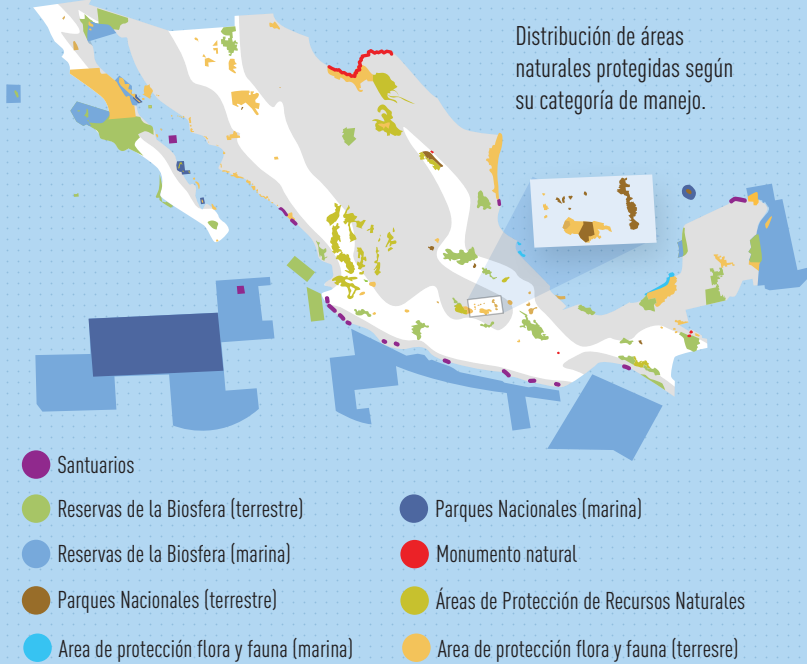 Distribución de áreas
naturales protegidas según
su categoría de manejo.
Santuarios
Reservas de la Biosfera (terrestre)
Reservas de la Biosfera (marina)
Parques Nacionales (terrestre)
Area de protección flora y fauna (marina)
Parques Nacionales (marina)
Monumento natural
Áreas de Protección de Recursos Naturales
Area de protección flora y fauna (terresre)